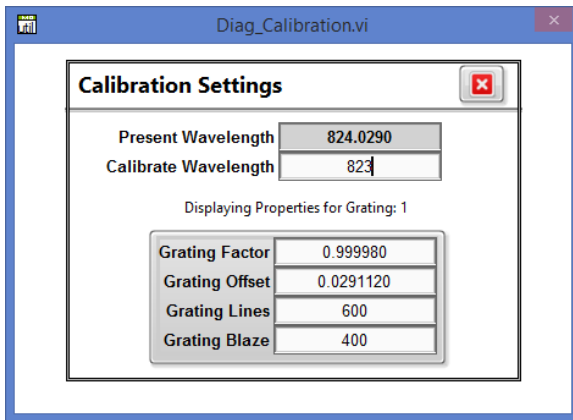 util
Diag_Calibration.vi
Calibration Settings
Present Wavelength 824.0290
Calibrate Wavelength 823
Displaying Properties for Grating: 1
Grating Factor 0.999980
Grating Offset 0.0291120
Grating Lines 600
Grating Blaze 400